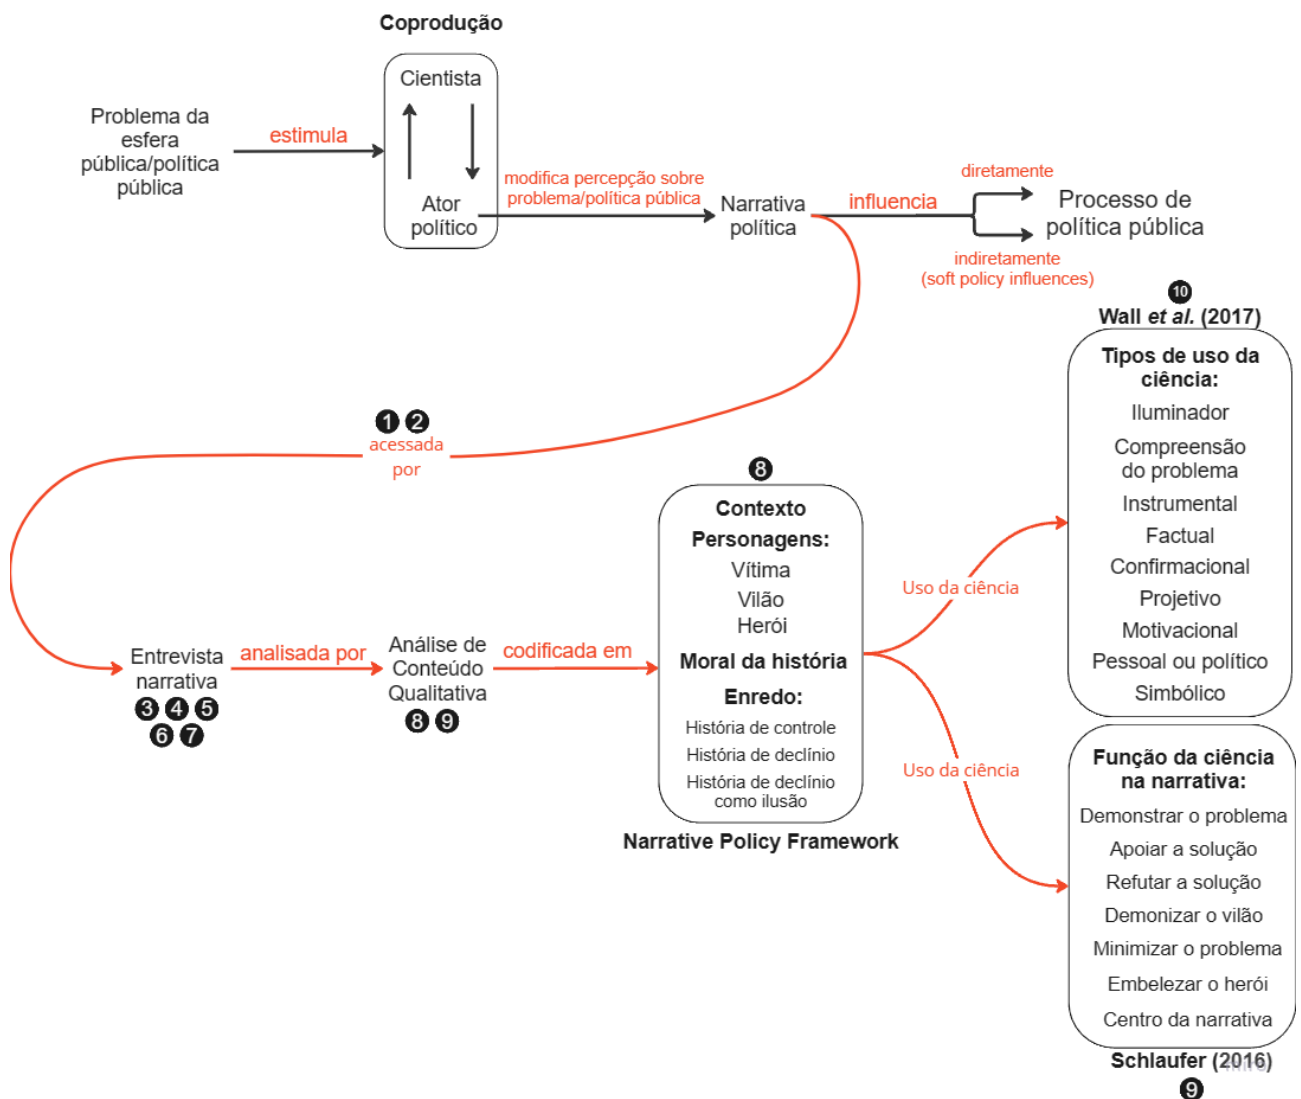 Coprodução
Cientista
Problema da
esfera
pública/política
pública
estimula
Ator
político
modifica percepção sobre
problema/política pública
Narrativa
política
influencia
diretamente
Processo de
política pública
indiretamente
(soft policy influences)
10
Wall et al. (2017)
Tipos de uso da
ciência:
Iluminador
Compreensão
do problema
Instrumental
Factual
Confirmacional
Projetivo
Motivacional
Pessoal ou político
Simbólico
1 2
acessada
por
8
Contexto
Personagens:
Vítima
Vilão
Herói
Moral da história
Enredo:
História de controle
História de declínio
História de declínio
como ilusão
Narrative Policy Framework
Uso da ciência
Entrevista
narrativa
3 4 5
6 7
analisada por
Análise de
Conteúdo
Qualitativa
8 9
codificada em
Uso da ciência
Função da ciência
na narrativa:
Demonstrar o problema
Apoiar a solução
Refutar a solução
Demonizar o vilão
Minimizar o problema
Embelezar o herói
Centro da narrativa
Schlaufer (2016)
miro
9